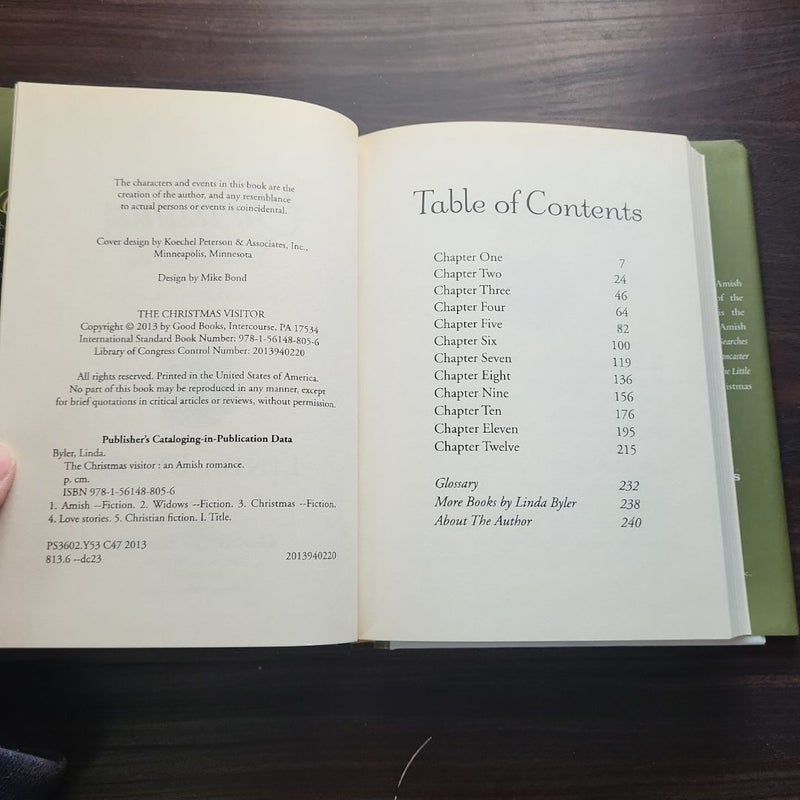 The characters and events in this book are the
creation of the author, and any resemblance
to actual persons or events is coincidental.
Cover design by Koechel Peterson & Associates, Inc.,
Minneapolis, Minnesota
Design by Mike Bond
THE CHRISTMAS VISITOR
Copyright © 2013 by Good Books, Intercourse, PA 17534
International Standard Book Number: 978-1-56148-805-6
Library of Congress Control Number: 2013940220
All rights reserved. Printed in the United States of America.
No part of this book may be reproduced in any manner, except
for brief quotations in critical articles or reviews, without permission.
Publisher's Cataloging-in-Publication Data
Byler, Linda.
The Christmas visitor : an Amish romance.
p. cm.
ISBN 978-1-56148-805-6
1. Amish --Fiction. 2. Widows --Fiction. 3. Christmas --Fiction.
4. Love stories. 5. Christian fiction. I. Title.
PS3602.Y53 C47 2013
813.6 --dc23 2013940220
Table of Contents
Chapter One 7
Chapter Two 24
Chapter Three 46
Chapter Four 64
Chapter Five 82
Chapter Six 100
Chapter Seven 119
Chapter Eight 136
Chapter Nine 156
Chapter Ten 176
Chapter Eleven 195
Chapter Twelve 215
Glossary 232
More Books by Linda Byler 238
About The Author 240
Amish
of the
is the
Amish
Searches
ncaster
he Little
ristmas